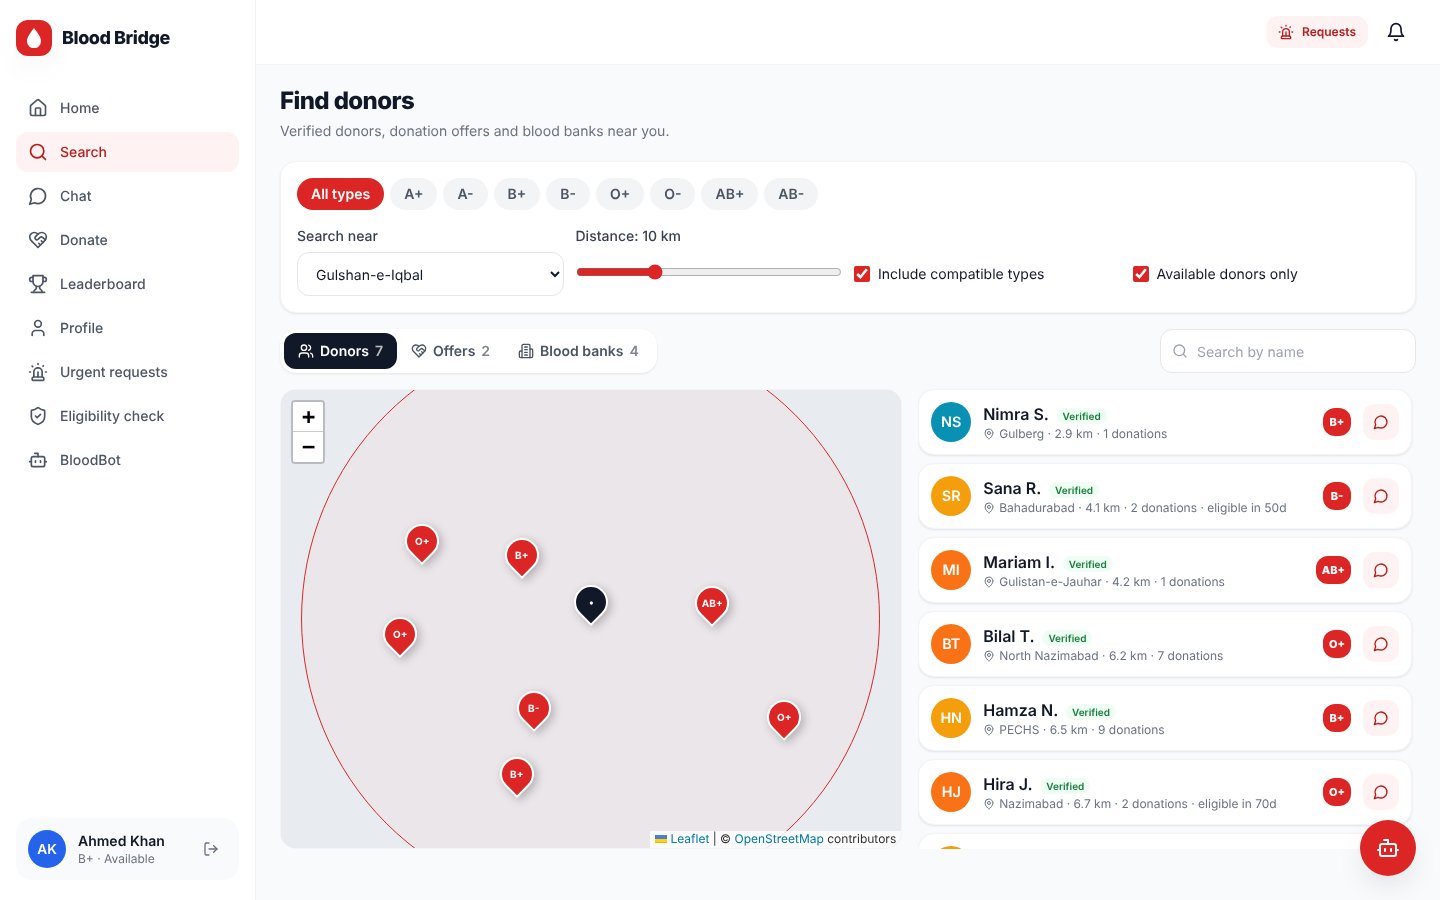 Blood Bridge
Requests
Home
Search
Chat
Donate
Leaderboard
Profile
Urgent requests
Eligibility check
BloodBot
AK Ahmed Khan
B+ · Available
Find donors
Verified donors, donation offers and blood banks near you.
All types A+ A- B+ B- O+ O- AB+ AB-
Search near Distance: 10 km
Gulshan-e-Iqbal Include compatible types Available donors only
Donors 7 Offers 2 Blood banks 4 Search by name
+
−
O+
B+
AB+
O+
B-
O+
B+
Leaflet | © OpenStreetMap contributors
NS Nimra S. Verified B+
Gulberg · 2.9 km · 1 donations
SR Sana R. Verified B-
Bahadurabad · 4.1 km · 2 donations · eligible in 50d
MI Mariam I. Verified AB+
Gulistan-e-Jauhar · 4.2 km · 1 donations
BT Bilal T. Verified O+
North Nazimabad · 6.2 km · 7 donations
HN Hamza N. Verified B+
PECHS · 6.5 km · 9 donations
HJ Hira J. Verified O+
Nazimabad · 6.7 km · 2 donations · eligible in 70d